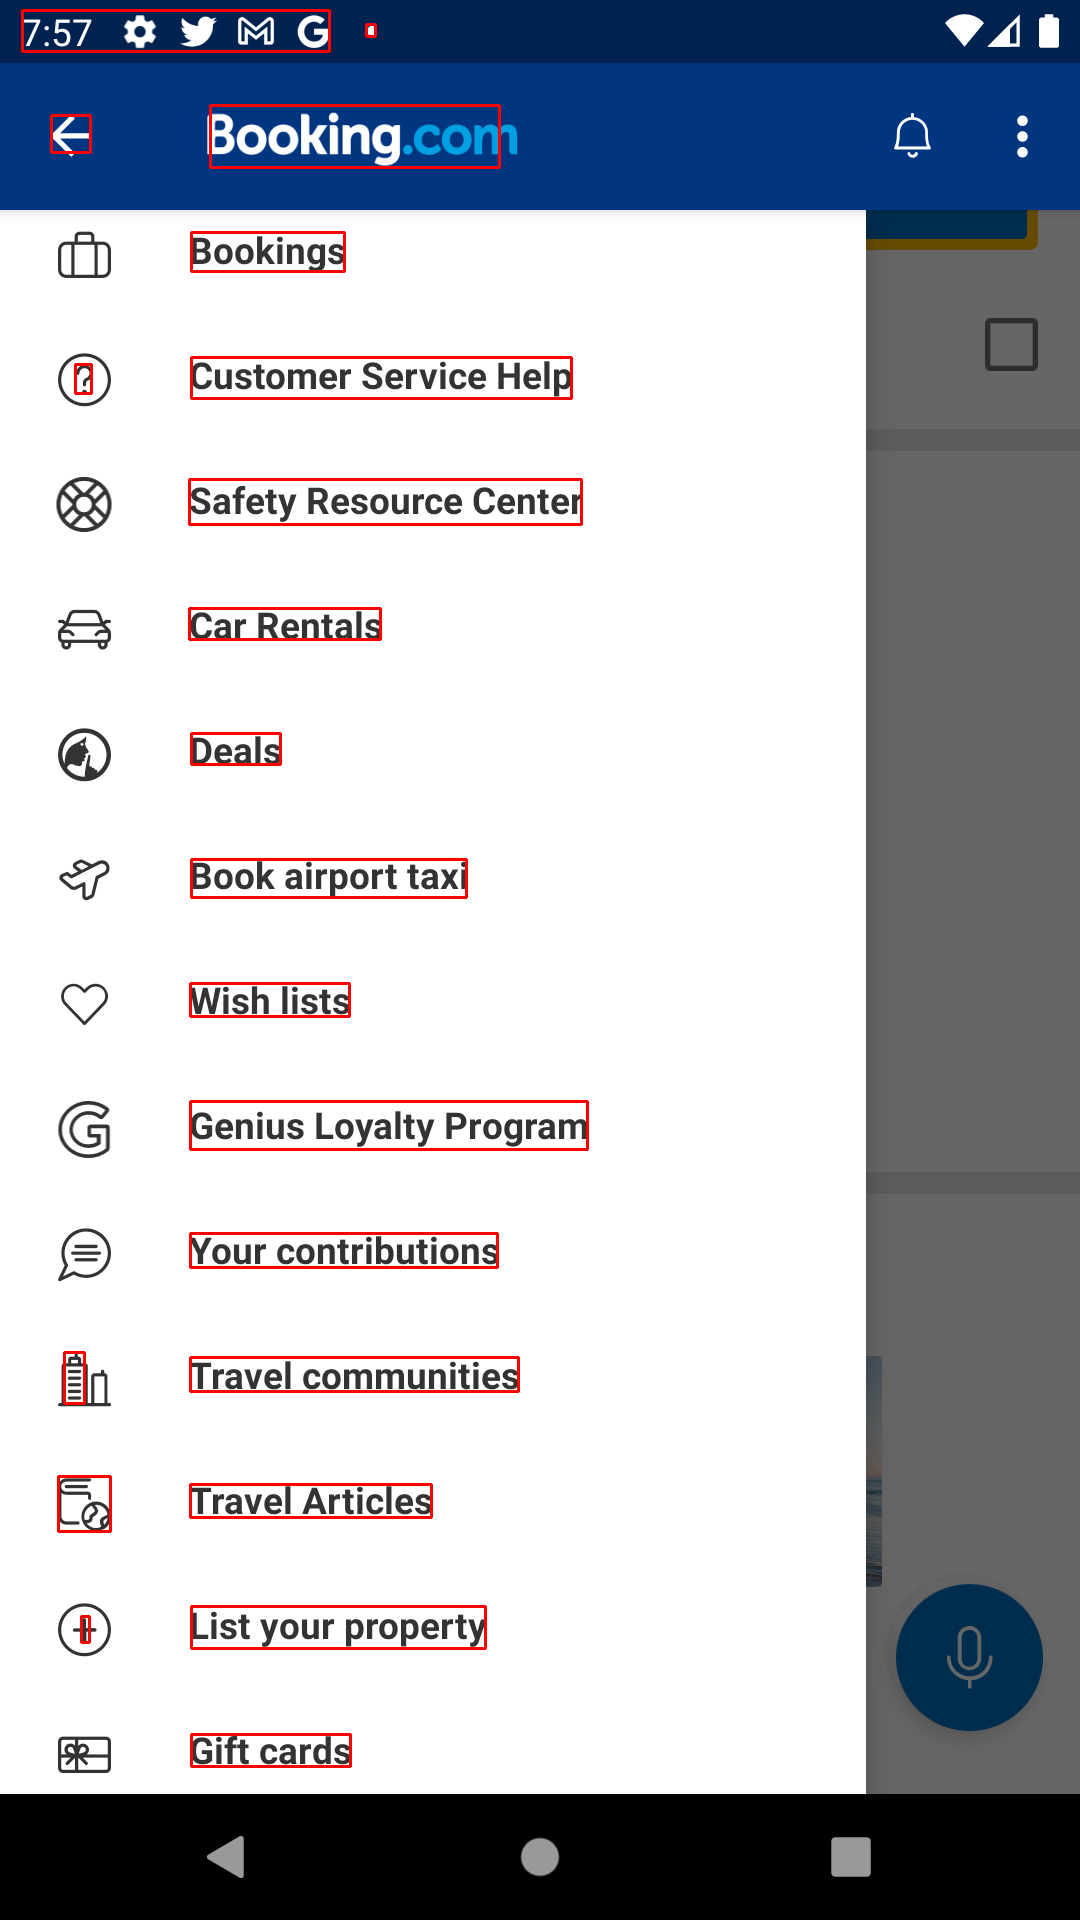 7:57
Booking.com
Bookings
Customer Service Help
Safety Resource Center
Car Rentals
Deals
Book airport taxi
Wish lists
Genius Loyalty Program
Your contributions
Travel communities
Travel Articles
List your property
Gift cards